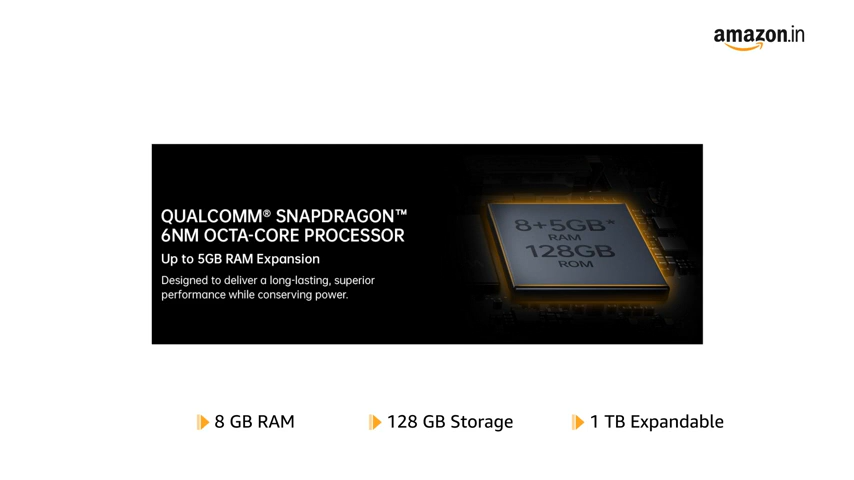 amazon.in
QUALCOMM® SNAPDRAGON™
6NM OCTA-CORE PROCESSOR
Up to 5GB RAM Expansion
Designed to deliver a long-lasting, superior
performance while conserving power.
8+5GB*
RAM
128GB
ROM
8 GB RAM
128 GB Storage
1 TB Expandable